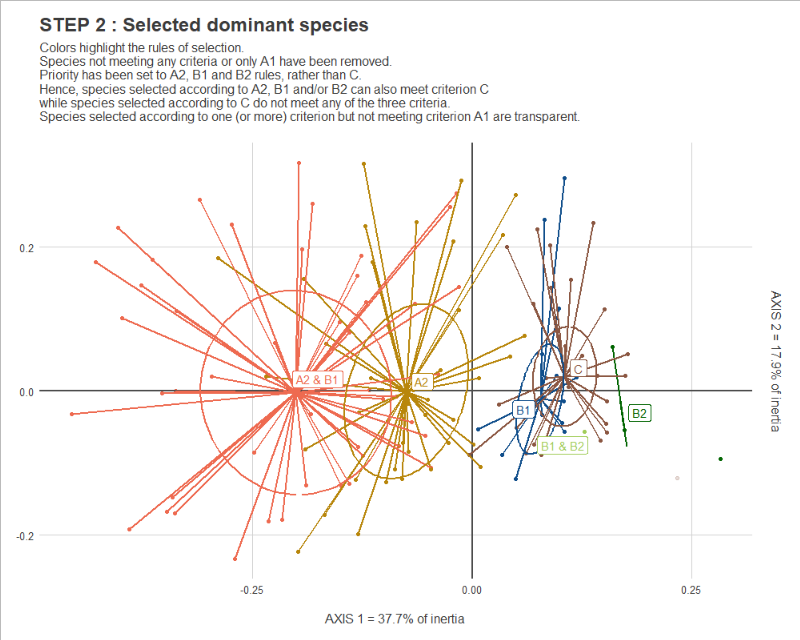 STEP 2 : Selected dominant species
Colors highlight the rules of selection.
Species not meeting any criteria or only A1 have been removed.
Priority has been set to A2, B1 and B2 rules, rather than C.
Hence, species selected according to A2, B1 and/or B2 can also meet criterion C
while species selected according to C do not meet any of the three criteria.
Species selected according to one (or more) criterion but not meeting criterion A1 are transparent.
0.2
0.0
-0.2
A2 & B1
A2
C
B1
B2
B1 & B2
-0.25
0.00
0.25
AXIS 1 = 37.7% of inertia
AXIS 2 = 17.9% of inertia